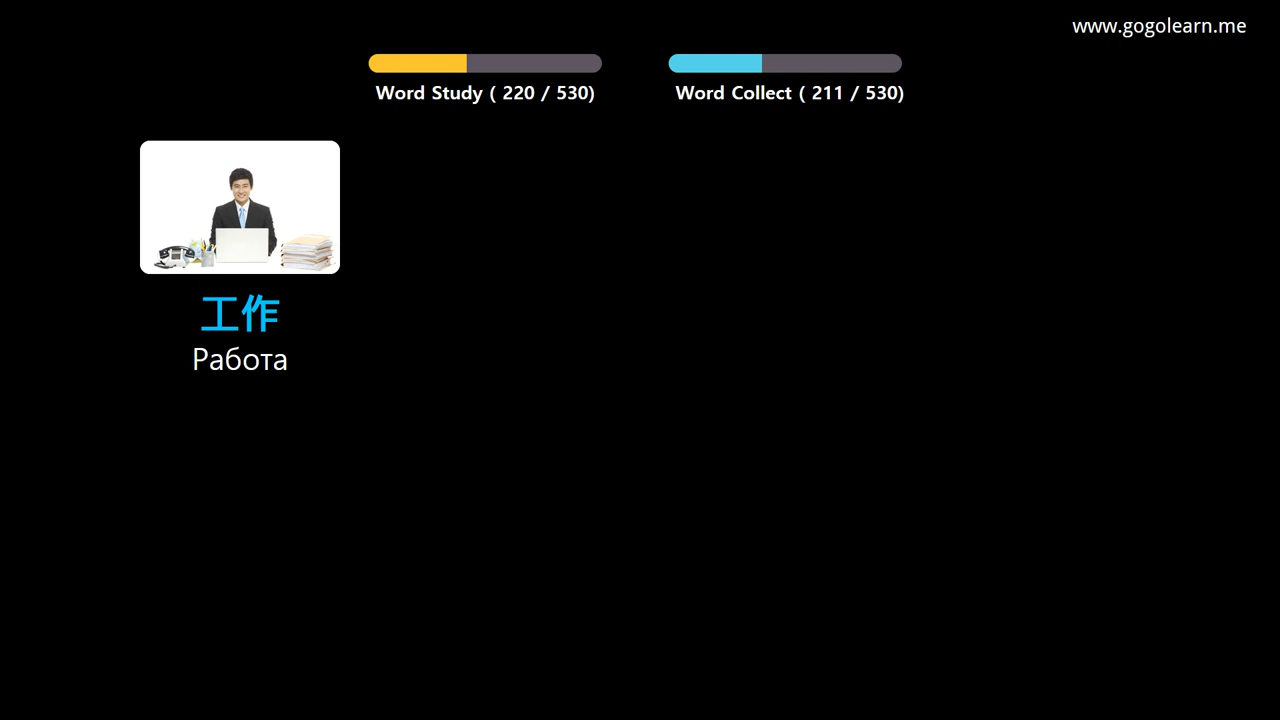 www.gogolearn.me
Word Study ( 220 / 530)
Word Collect ( 211 / 530)
工作
Работа